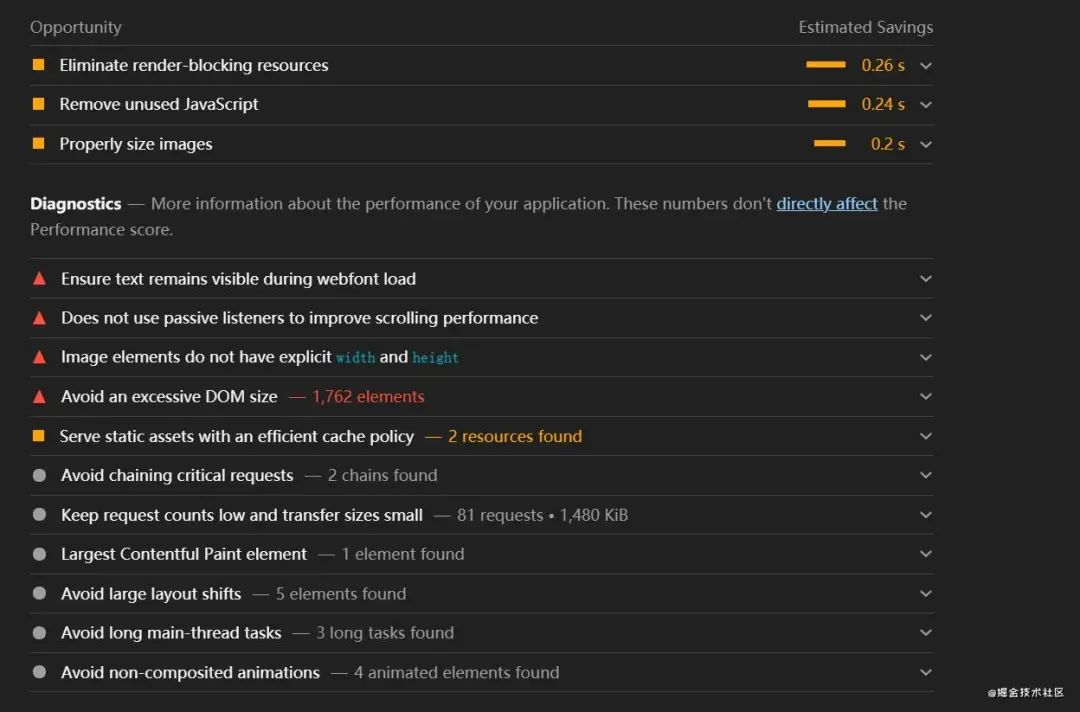 Opportunity Estimated Savings
Eliminate render-blocking resources 0.26 s
Remove unused JavaScript 0.24 s
Properly size images 0.2 s
Diagnostics — More information about the performance of your application. These numbers don't directly affect the
Performance score.
Ensure text remains visible during webfont load
Does not use passive listeners to improve scrolling performance
Image elements do not have explicit width and height
Avoid an excessive DOM size — 1,762 elements
Serve static assets with an efficient cache policy — 2 resources found
Avoid chaining critical requests — 2 chains found
Keep request counts low and transfer sizes small — 81 requests • 1,480 KiB
Largest Contentful Paint element — 1 element found
Avoid large layout shifts — 5 elements found
Avoid long main-thread tasks — 3 long tasks found
Avoid non-composited animations — 4 animated elements found
@掘金技术社区